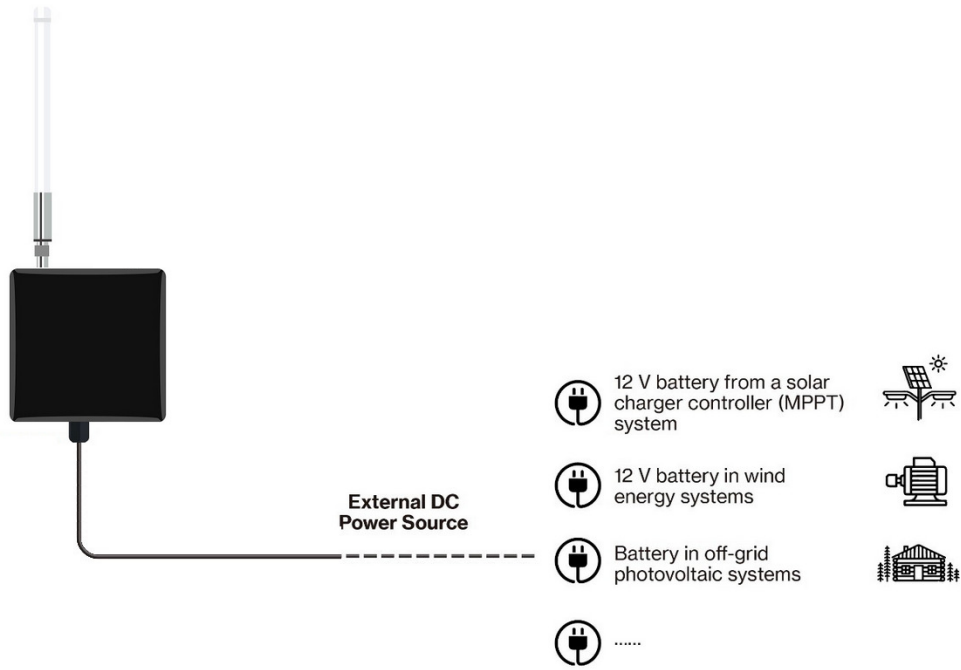 12 V battery from a solar
charger controller (MPPT)
system
12 V battery in wind
energy systems
External DC
Power Source
Battery in off-grid
photovoltaic systems
......